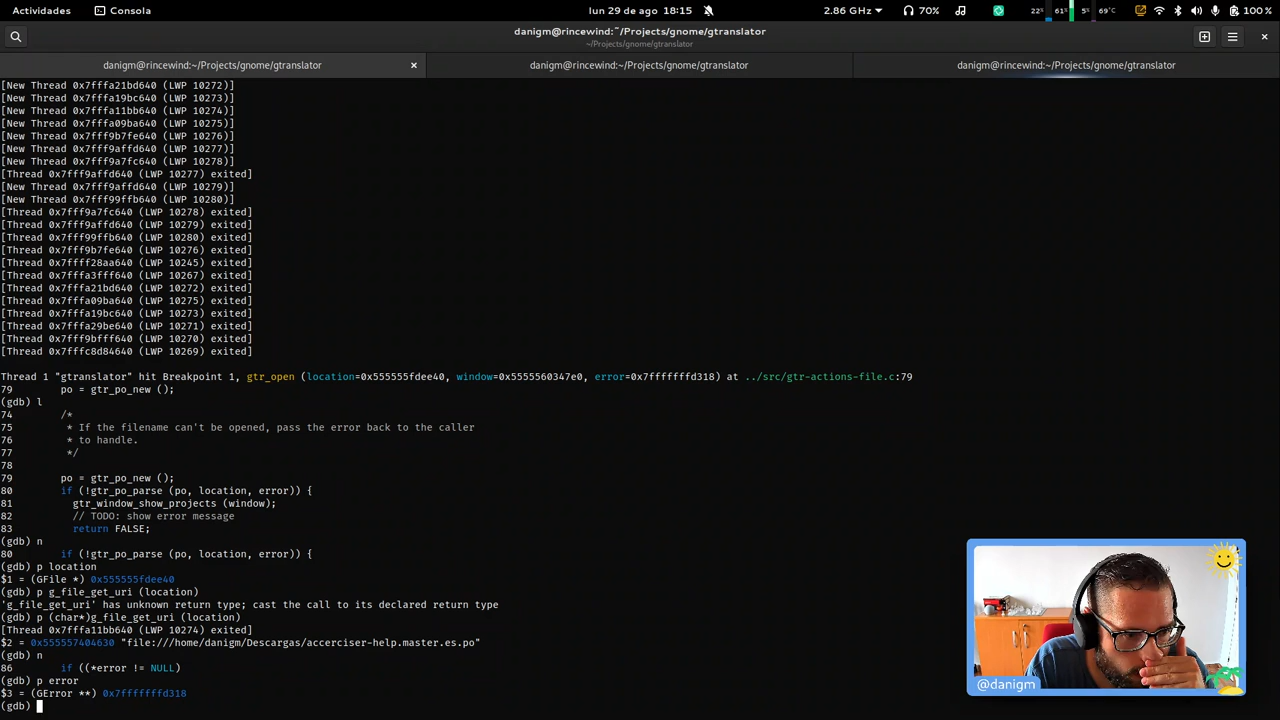 Actividades
Consola
lun 29 de ago 18:15
2.86 GHz
70%
22%
61%
5%
69°C
100 %
danigm@rincewind:~/Projects/gnome/gtranslator
~/Projects/gnome/gtranslator
danigm@rincewind:~/Projects/gnome/gtranslator
danigm@rincewind:~/Projects/gnome/gtranslator
danigm@rincewind:~/Projects/gnome/gtranslator
[New Thread 0x7fffa21bd640 (LWP 10272)]
[New Thread 0x7fffa19bc640 (LWP 10273)]
[New Thread 0x7fffa11bb640 (LWP 10274)]
[New Thread 0x7fffa09ba640 (LWP 10275)]
[New Thread 0x7fff9b7fe640 (LWP 10276)]
[New Thread 0x7fff9affd640 (LWP 10277)]
[New Thread 0x7fff9a7fc640 (LWP 10278)]
[Thread 0x7fff9affd640 (LWP 10277) exited]
[New Thread 0x7fff9affd640 (LWP 10279)]
[New Thread 0x7fff99ffb640 (LWP 10280)]
[Thread 0x7fff9a7fc640 (LWP 10278) exited]
[Thread 0x7fff9affd640 (LWP 10279) exited]
[Thread 0x7fff99ffb640 (LWP 10280) exited]
[Thread 0x7fff9b7fe640 (LWP 10276) exited]
[Thread 0x7ffff28aa640 (LWP 10245) exited]
[Thread 0x7fffa3fff640 (LWP 10267) exited]
[Thread 0x7fffa21bd640 (LWP 10272) exited]
[Thread 0x7fffa09ba640 (LWP 10275) exited]
[Thread 0x7fffa19bc640 (LWP 10273) exited]
[Thread 0x7fffa29be640 (LWP 10271) exited]
[Thread 0x7fff9bfff640 (LWP 10270) exited]
[Thread 0x7fffc8d84640 (LWP 10269) exited]
Thread 1 "gtranslator" hit Breakpoint 1, gtr_open (location=0x555555fdee40, window=0x5555560347e0, error=0x7fffffffd318) at ../src/gtr-actions-file.c:79
79 po = gtr_po_new ();
(gdb) l
74 /*
75 * If the filename can't be opened, pass the error back to the caller
76 * to handle.
77 */
78
79 po = gtr_po_new ();
80 if (!gtr_po_parse (po, location, error)) {
81 gtr_window_show_projects (window);
82 // TODO: show error message
83 return FALSE;
(gdb) n
80 if (!gtr_po_parse (po, location, error)) {
(gdb) p location
$1 = (GFile *) 0x555555fdee40
(gdb) p g_file_get_uri (location)
'g_file_get_uri' has unknown return type; cast the call to its declared return type
(gdb) p (char*)g_file_get_uri (location)
[Thread 0x7fffa11bb640 (LWP 10274) exited]
$2 = 0x555557404630 "file:///home/danigm/Descargas/accerciser-help.master.es.po"
(gdb) n
86 if ((*error != NULL)
(gdb) p error
$3 = (GError **) 0x7fffffffd318
(gdb)
@danigm